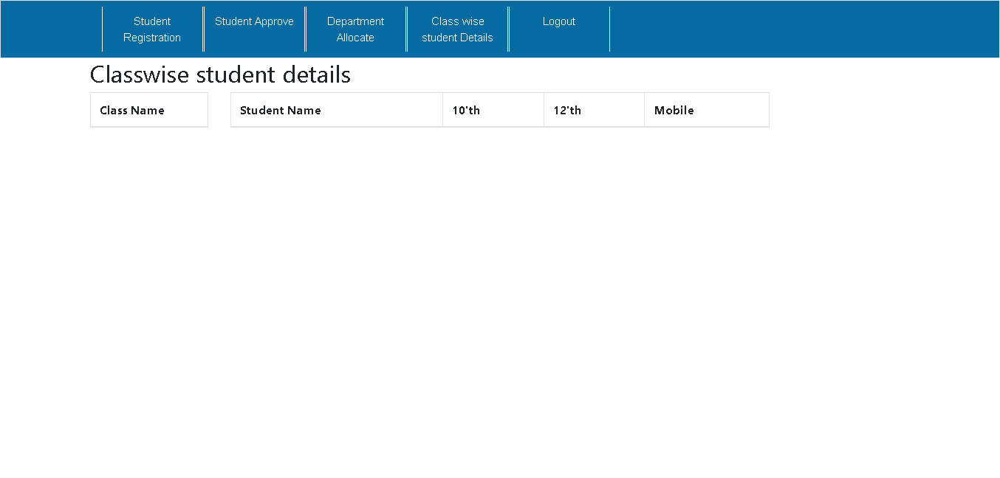 Student
Registration
Student Approve
Department
Allocate
Class wise
student Details
Logout
Classwise student details
Class Name
Student Name
10'th
12'th
Mobile